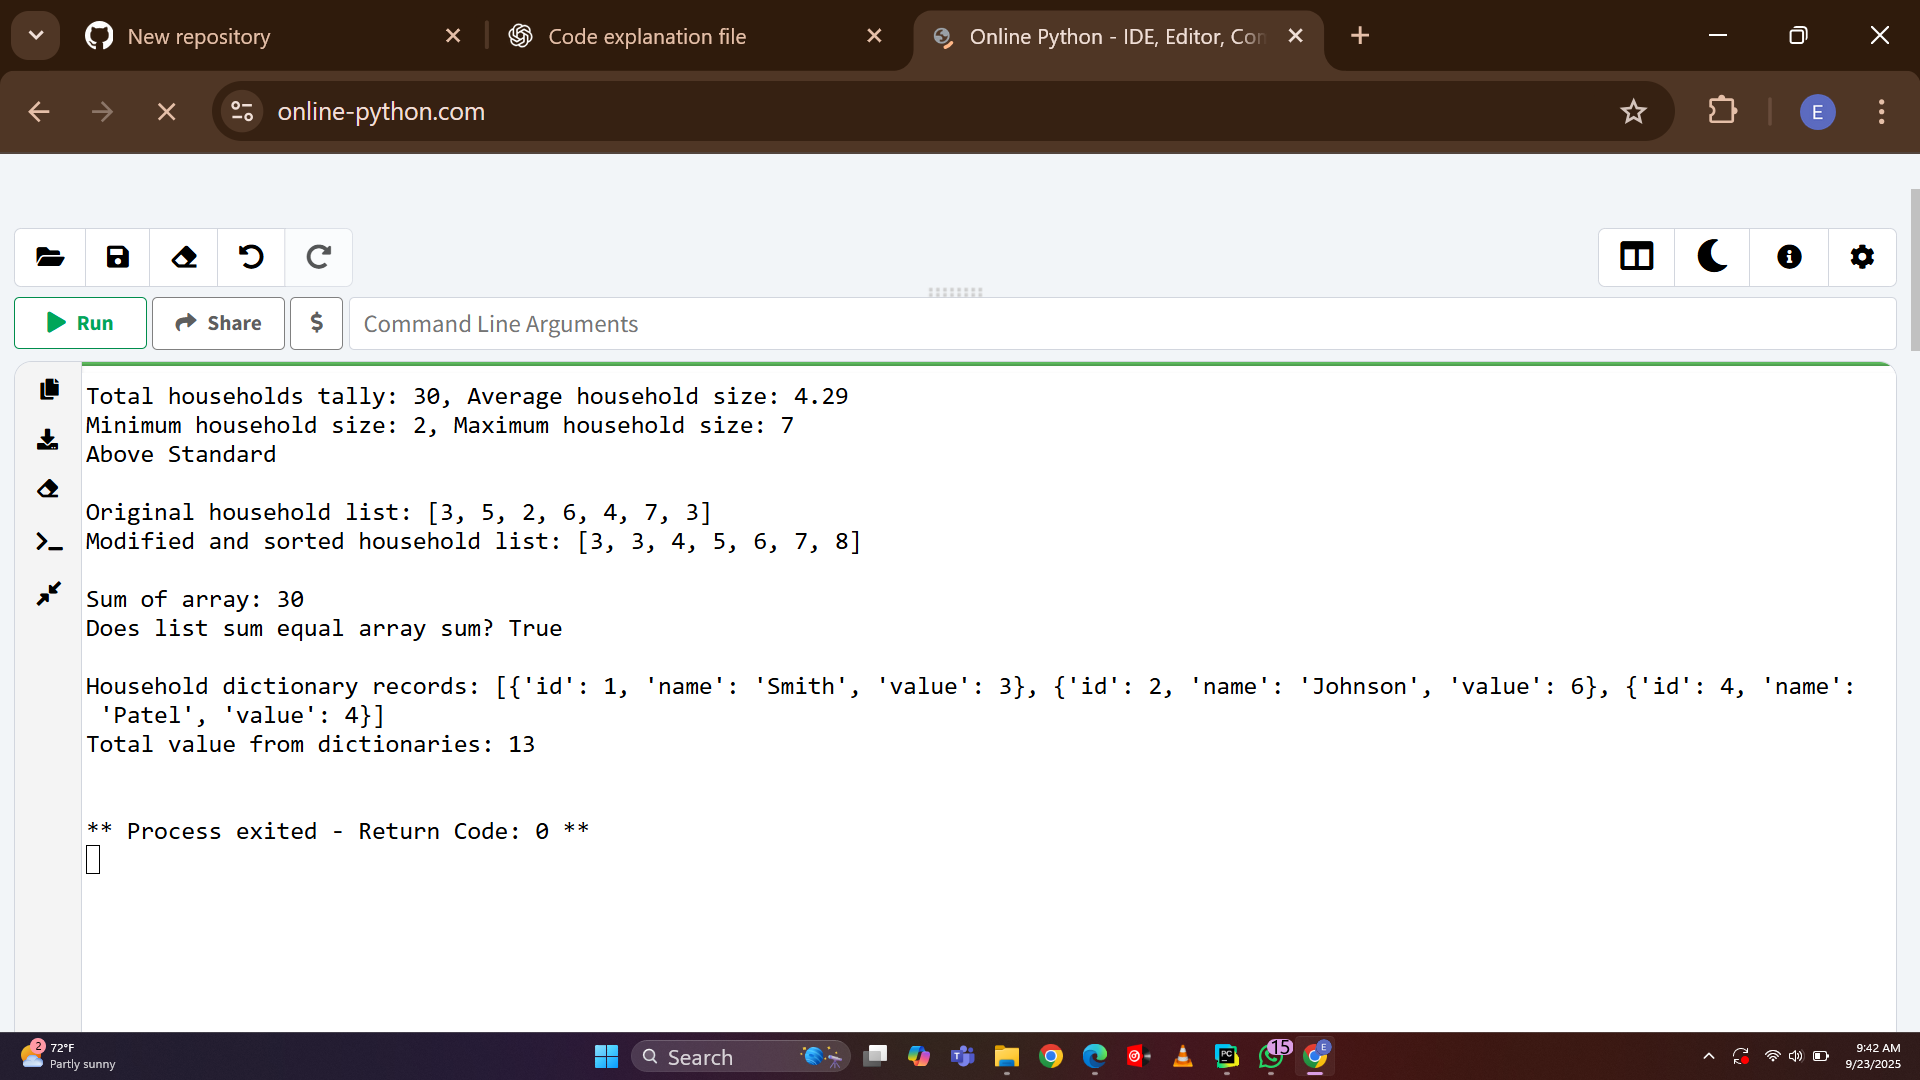 New repository
Code explanation file
Online Python - IDE, Editor, Con
online-python.com
E
Run
Share
$
Command Line Arguments
Total households tally: 30, Average household size: 4.29
Minimum household size: 2, Maximum household size: 7
Above Standard
Original household list: [3, 5, 2, 6, 4, 7, 3]
Modified and sorted household list: [3, 3, 4, 5, 6, 7, 8]
Sum of array: 30
Does list sum equal array sum? True
Household dictionary records: [{'id': 1, 'name': 'Smith', 'value': 3}, {'id': 2, 'name': 'Johnson', 'value': 6}, {'id': 4, 'name':
'Patel', 'value': 4}]
Total value from dictionaries: 13
** Process exited - Return Code: 0 **
2
72°F
Partly sunny
Search
PC
15
E
9:42 AM
9/23/2025